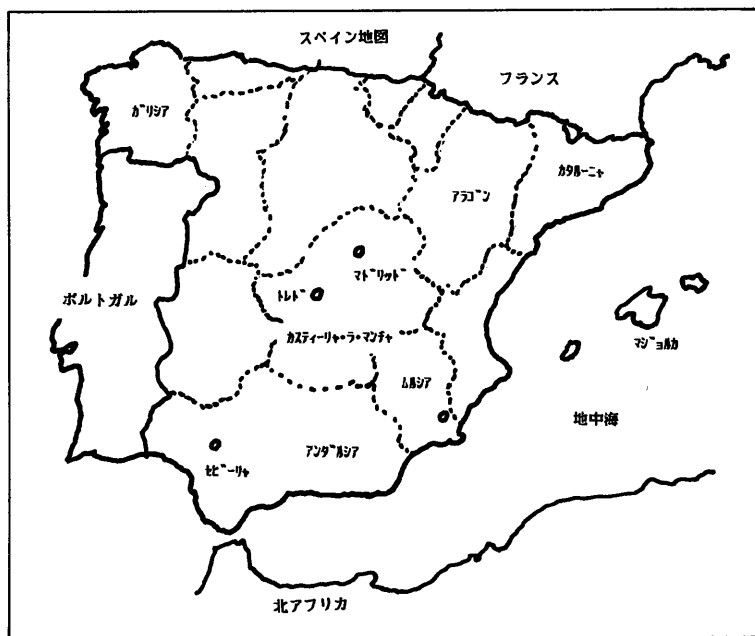 スペイン地図
フランス
ガリシア
カタルーニャ
アラゴン
マドリッド
トレド
ポルトガル
カスティーリャ・ラ・マンチャ
マジョルカ
ムルシア
地中海
アンダルシア
セビーリャ
北アフリカ